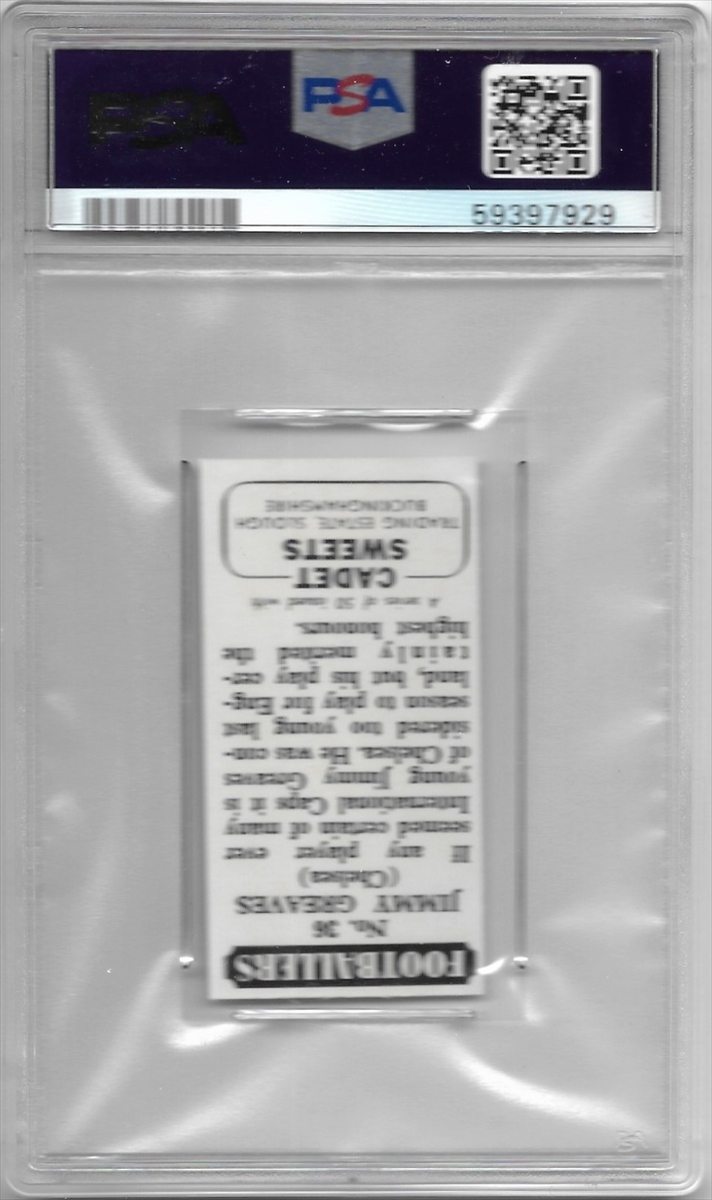 PSA
PSA
59397929
FOOTBALLERS
No. 36
JIMMY GREAVES
(Chelsea)
If any player ever
seemed certain of many
International Caps it is
young Jimmy Greaves
of Chelsea. He was con-
sidered too young last
season to play for Eng-
land, but his play cer-
tainly merited the
highest honours.
A series of 50 issued with
CADET
SWEETS
TRADING ESTATE, SLOUGH
BUCKINGHAMSHIRE